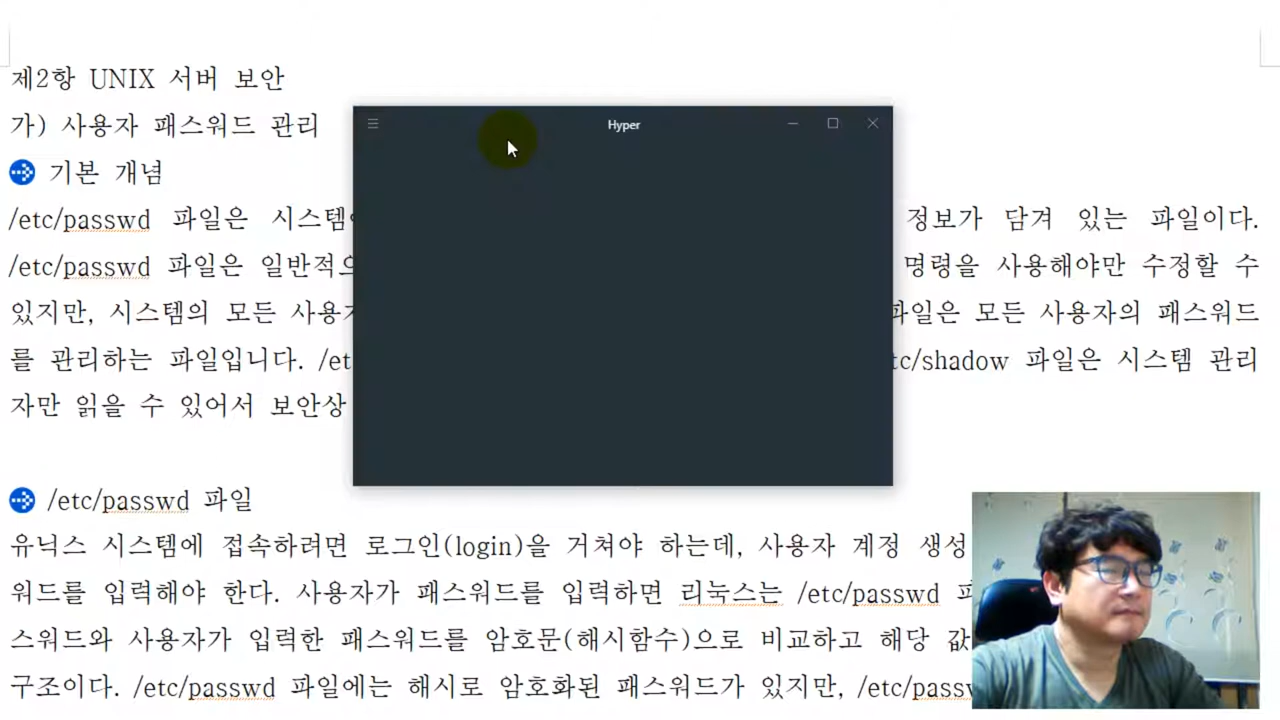 제2항 UNIX 서버 보안
가) 사용자 패스워드 관리
Hyper
기본 개념
/etc/passwd 파일은 시스템 정보가 담겨 있는 파일이다.
/etc/passwd 파일은 일반적으 명령을 사용해야만 수정할 수
있지만, 시스템의 모든 사용자 파일은 모든 사용자의 패스워드
를 관리하는 파일입니다. /et tc/shadow 파일은 시스템 관리
자만 읽을 수 있어서 보안상
/etc/passwd 파일
유닉스 시스템에 접속하려면 로그인(login)을 거쳐야 하는데, 사용자 계정 생성
워드를 입력해야 한다. 사용자가 패스워드를 입력하면 리눅스는 /etc/passwd
스워드와 사용자가 입력한 패스워드를 암호문(해시함수)으로 비교하고 해당 값
구조이다. /etc/passwd 파일에는 해시로 암호화된 패스워드가 있지만, /etc/passw